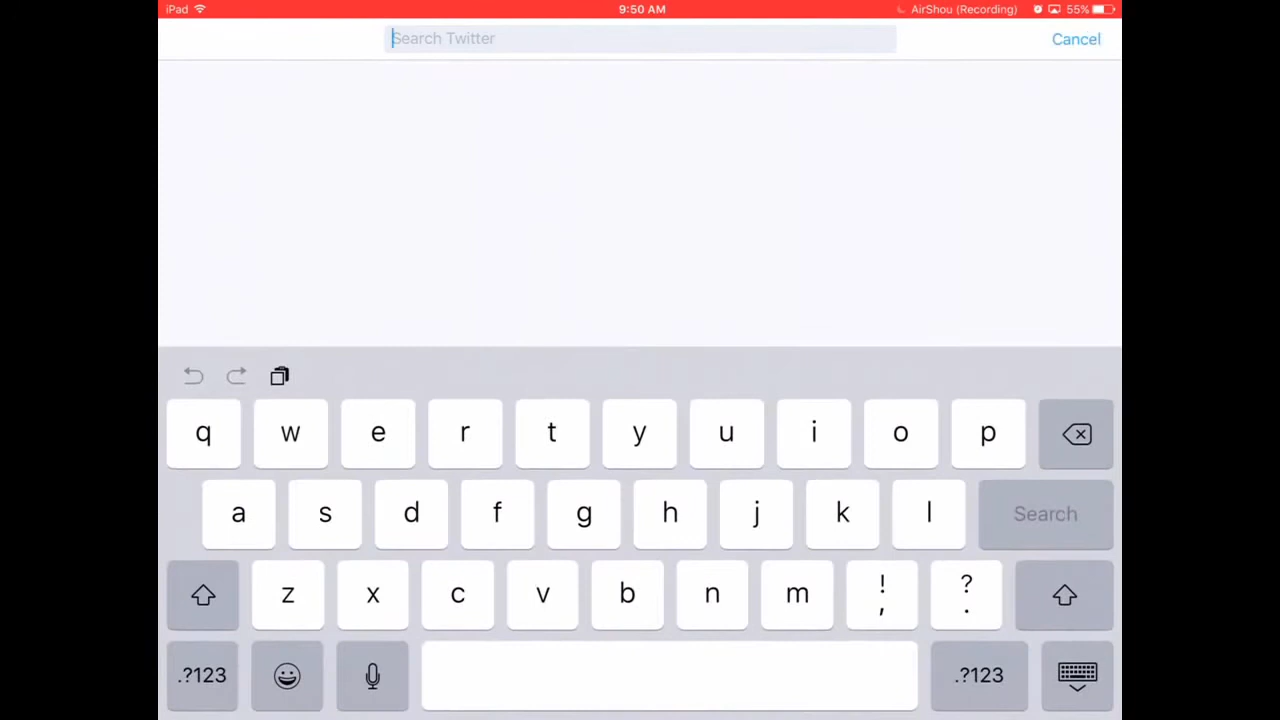 iPad 9:50 AM AirShou (Recording) 55%
Search Twitter Cancel
q w e r t y u i o p
a s d f g h j k l Search
z x c v b n m ! , ? .
.?123 .?123